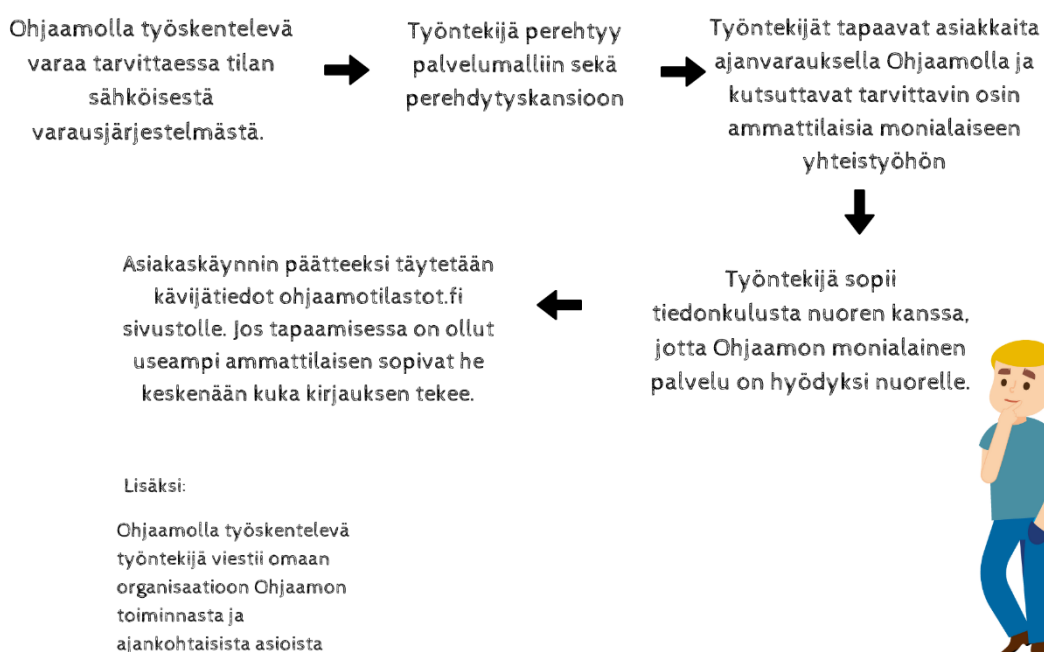 Ohjaamolla työskentelevä
varaa tarvittaessa tilan
sähköisestä
varausjärjestelmästä.
Työntekijä perehtyy
palvelumalliin sekä
perehdytyskansioon
Työntekijät tapaavat asiakkaita
ajanvarauksella Ohjaamolla ja
kutsuttavat tarvittavin osin
ammattilaisia monialaiseen
yhteistyöhön
Työntekijä sopii
tiedonkulusta nuoren kanssa,
jotta Ohjaamon monialainen
palvelu on hyödyksi nuorelle.
Asiakaskäynnin päätteeksi täytetään
kävijätiedot ohjaamotilastot.fi
sivustolle. Jos tapaamisessa on ollut
useampi ammattilaisen sopivat he
keskenään kuka kirjauksen tekee.
Lisäksi:
Ohjaamolla työskentelevä
työntekijä viestii omaan
organisaatioon Ohjaamon
toiminnasta ja
ajankohtaisista asioista